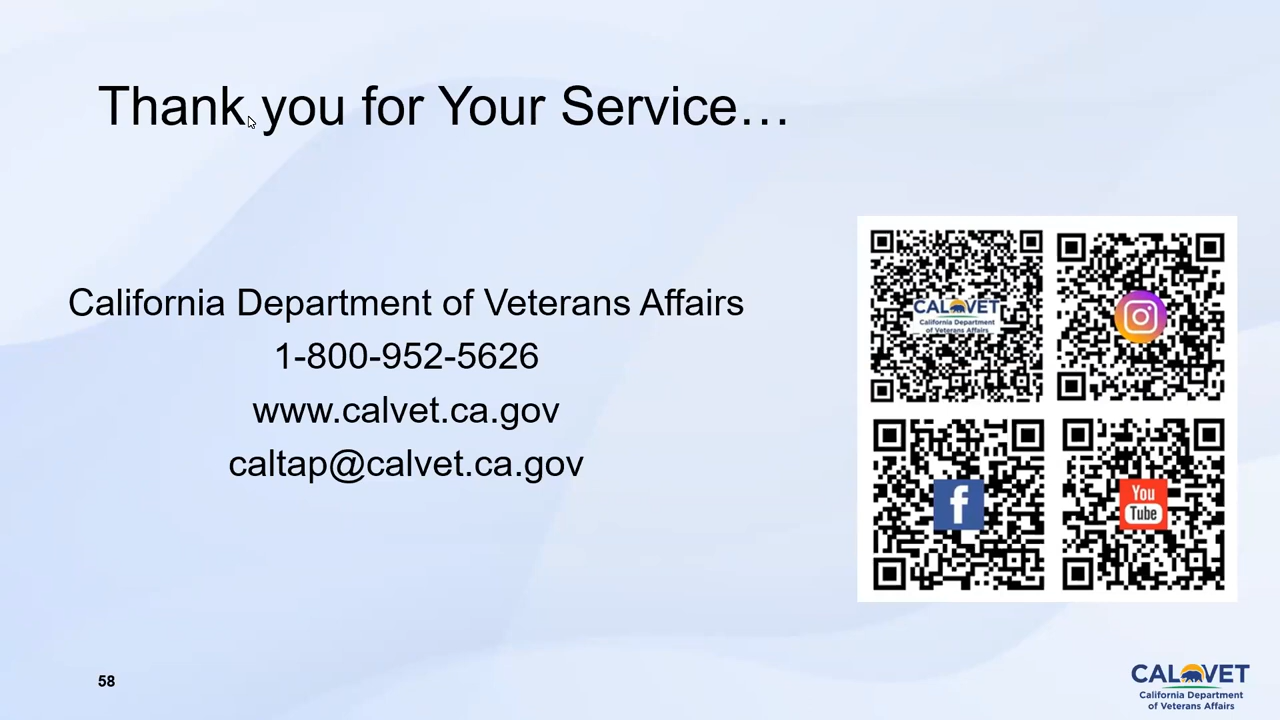 Thank you for Your Service…
California Department of Veterans Affairs
1-800-952-5626
www.calvet.ca.gov
caltap@calvet.ca.gov
CALVET
California Department
of Veterans Affairs
f
You
Tube
58
CALVET
California Department
of Veterans Affairs